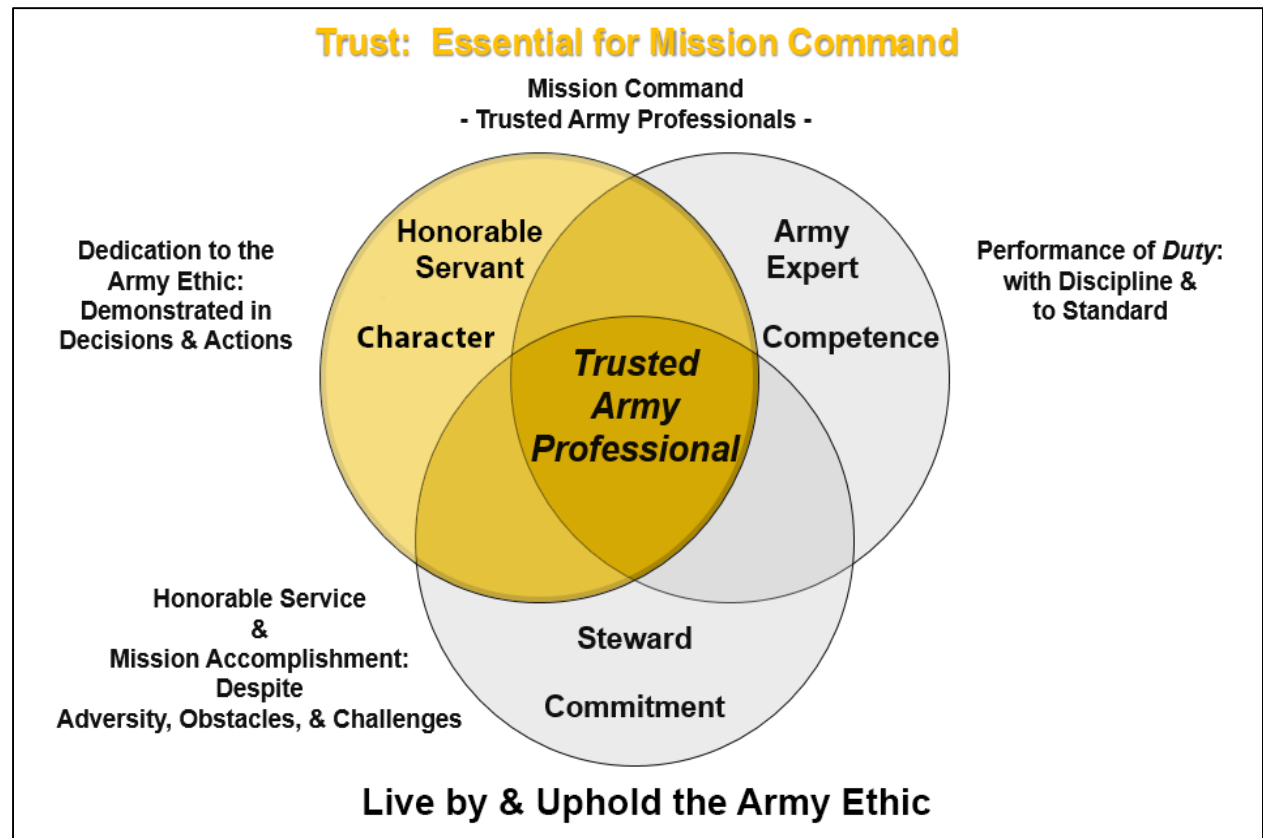 Trust: Essential for Mission Command
Mission Command
- Trusted Army Professionals -
Dedication to the
Army Ethic:
Demonstrated in
Decisions & Actions
Honorable
Servant
Character
Army
Expert
Competence
Performance of Duty:
with Discipline &
to Standard
Trusted
Army
Professional
Honorable Service
&
Mission Accomplishment:
Despite
Adversity, Obstacles, & Challenges
Steward
Commitment
Live by & Uphold the Army Ethic